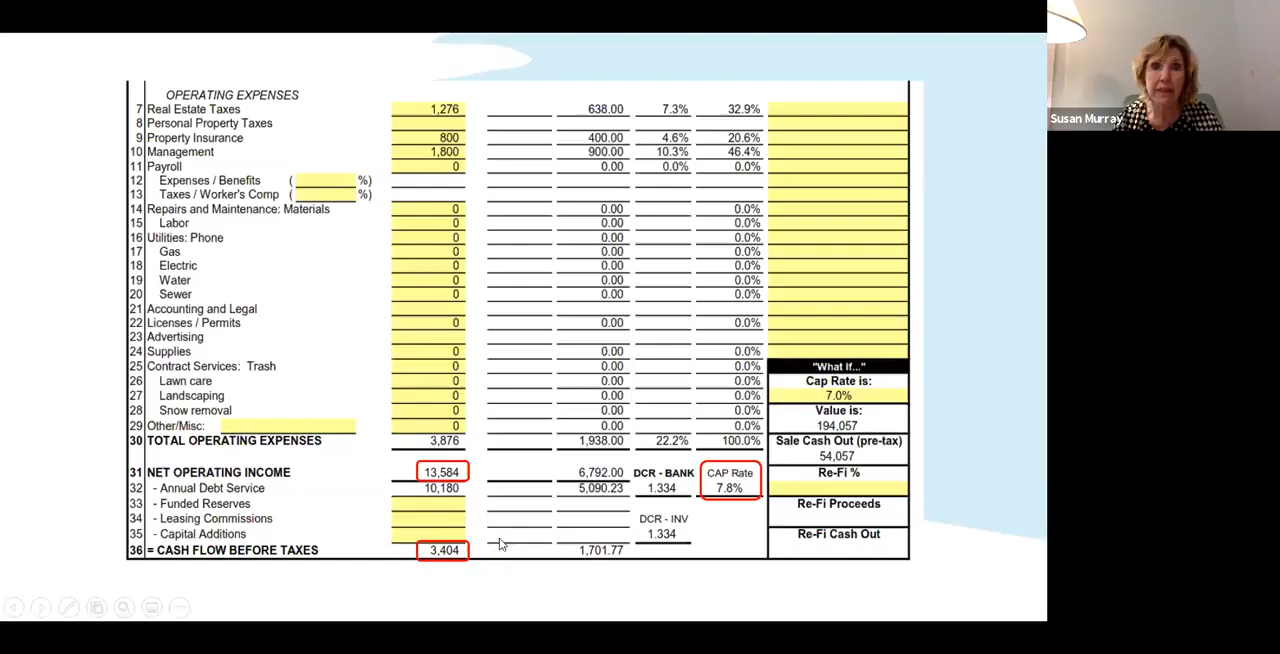 Susan Murray
OPERATING EXPENSES
7 Real Estate Taxes 1,276 638.00 7.3% 32.9%
8 Personal Property Taxes
9 Property Insurance 800 400.00 4.6% 20.6%
10 Management 1,800 900.00 10.3% 46.4%
11 Payroll 0 0.00 0.0% 0.0%
12 Expenses / Benefits ( %)
13 Taxes / Worker's Comp ( %)
14 Repairs and Maintenance: Materials 0 0.00 0.0%
15 Labor 0 0.00 0.0%
16 Utilities: Phone 0 0.00 0.0%
17 Gas 0 0.00 0.0%
18 Electric 0 0.00 0.0%
19 Water 0 0.00 0.0%
20 Sewer 0 0.00 0.0%
21 Accounting and Legal
22 Licenses / Permits 0 0.00 0.0%
23 Advertising
24 Supplies 0 0.00 0.0%
25 Contract Services: Trash 0 0.00 0.0% "What If..."
26 Lawn care 0 0.00 0.0% Cap Rate is:
27 Landscaping 0 0.00 0.0% 7.0%
28 Snow removal 0 0.00 0.0% Value is:
29 Other/Misc: 0 0.00 0.0% 194,057
30 TOTAL OPERATING EXPENSES 3,876 1,938.00 22.2% 100.0% Sale Cash Out (pre-tax)
54,057
31 NET OPERATING INCOME 13,584 6,792.00 DCR - BANK CAP Rate Re-Fi %
32 - Annual Debt Service 10,180 5,090.23 1.334 7.8%
33 - Funded Reserves Re-Fi Proceeds
34 - Leasing Commissions DCR - INV
35 - Capital Additions 1.334 Re-Fi Cash Out
36 = CASH FLOW BEFORE TAXES 3,404 1,701.77